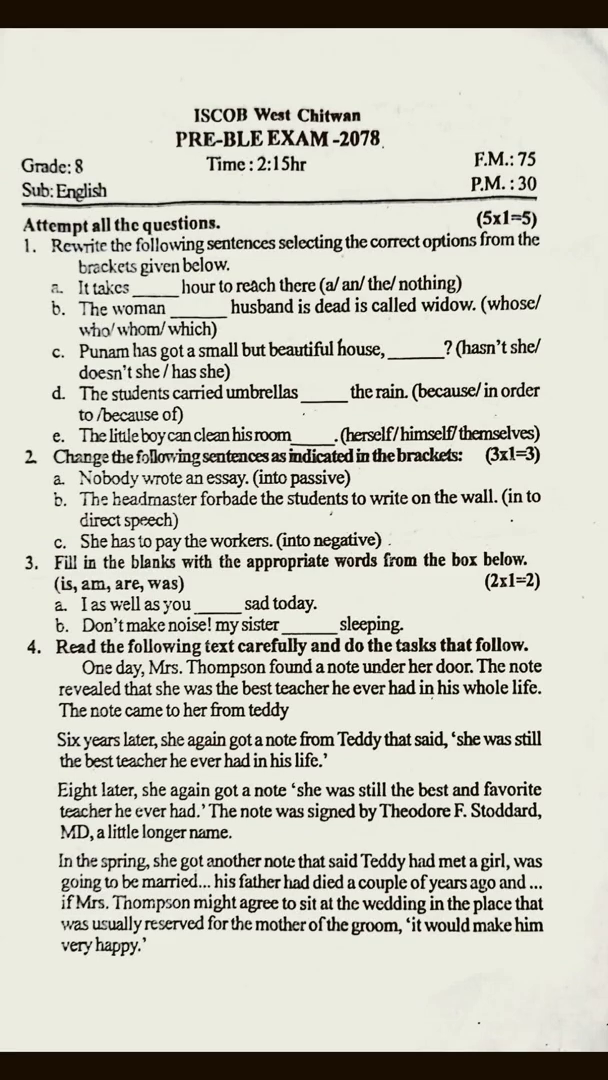 ISCOB West Chitwan
PRE-BLE EXAM -2078
Grade: 8 Time : 2:15hr F.M.: 75
Sub: English P.M. : 30
Attempt all the questions. (5x1=5)
1. Rewrite the following sentences selecting the correct options from the
brackets given below.
a. It takes _____ hour to reach there (a/ an/ the/ nothing)
b. The woman ______ husband is dead is called widow. (whose/
who/ whom/ which)
c. Punam has got a small but beautiful house, ______? (hasn't she/
doesn't she / has she)
d. The students carried umbrellas _____ the rain. (because/ in order
to /because of)
e. The little boy can clean his room_____. (herself/ himself/ themselves)
2. Change the following sentences as indicated in the brackets: (3x1=3)
a. Nobody wrote an essay. (into passive)
b. The headmaster forbade the students to write on the wall. (in to
direct speech)
c. She has to pay the workers. (into negative)
3. Fill in the blanks with the appropriate words from the box below.
(is, am, are, was) (2x1=2)
a. I as well as you _____ sad today.
b. Don't make noise! my sister ______ sleeping.
4. Read the following text carefully and do the tasks that follow.
One day, Mrs. Thompson found a note under her door. The note
revealed that she was the best teacher he ever had in his whole life.
The note came to her from teddy
Six years later, she again got a note from Teddy that said, 'she was still
the best teacher he ever had in his life.'
Eight later, she again got a note 'she was still the best and favorite
teacher he ever had.' The note was signed by Theodore F. Stoddard,
MD, a little longer name.
In the spring, she got another note that said Teddy had met a girl, was
going to be married... his father had died a couple of years ago and ...
if Mrs. Thompson might agree to sit at the wedding in the place that
was usually reserved for the mother of the groom, 'it would make him
very happy.'